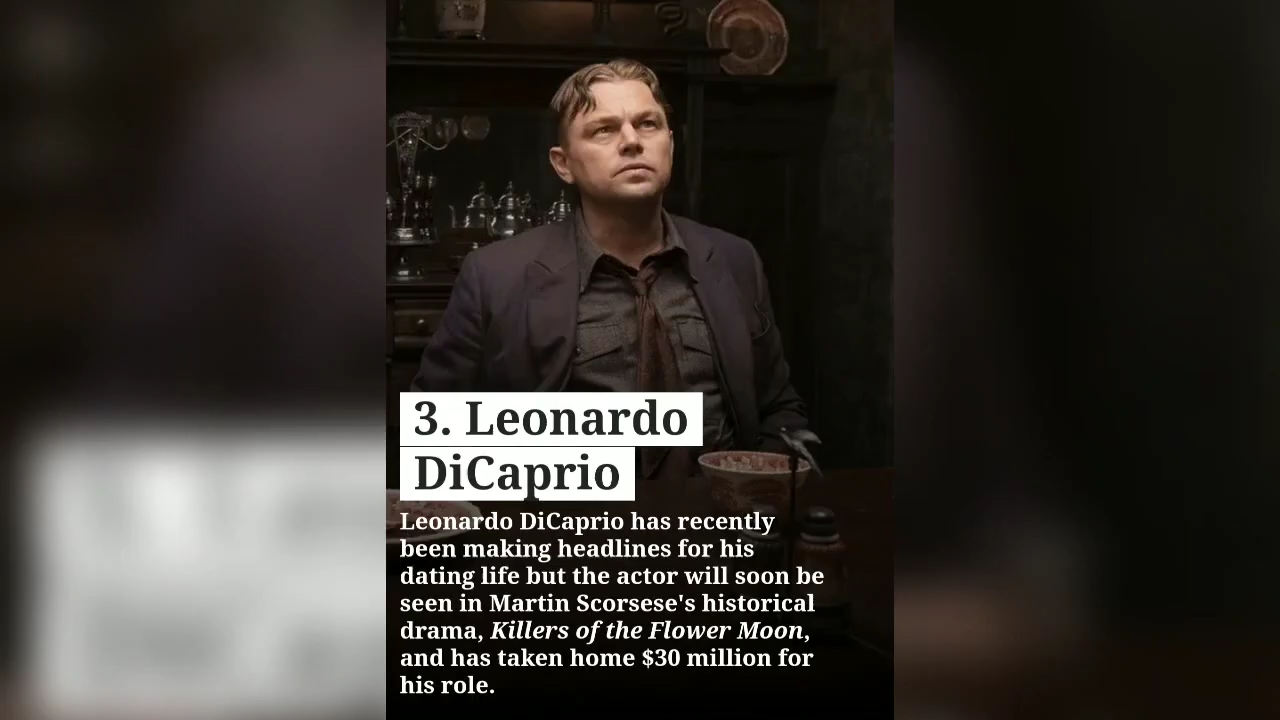 3. Leonardo
DiCaprio
Leonardo DiCaprio has recently
been making headlines for his
dating life but the actor will soon be
seen in Martin Scorsese's historical
drama, Killers of the Flower Moon,
and has taken home $30 million for
his role.